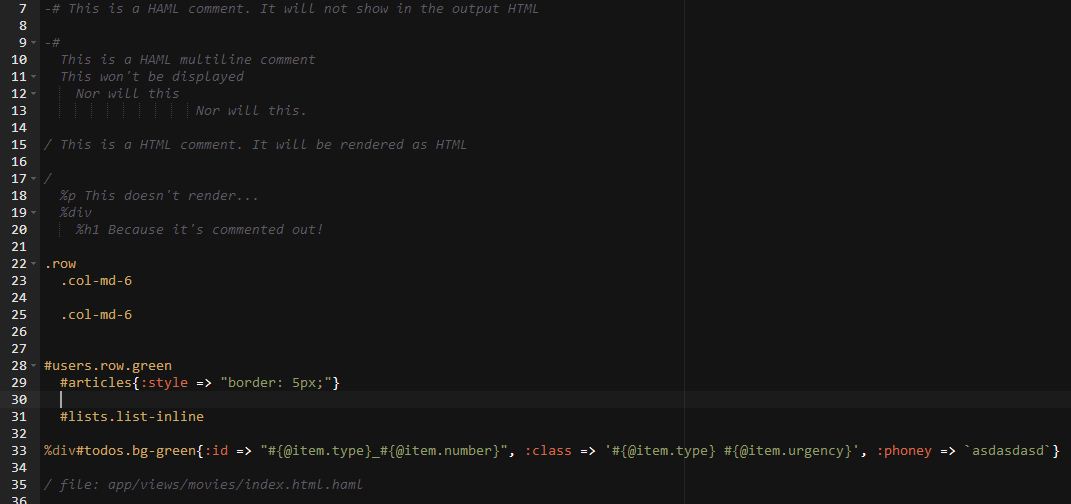 7 -# This is a HAML comment. It will not show in the output HTML
8
9 -#
10 This is a HAML multiline comment
11 This won't be displayed
12 Nor will this
13 Nor will this.
14
15 / This is a HTML comment. It will be rendered as HTML
16
17 /
18 %p This doesn't render...
19 %div
20 %h1 Because it's commented out!
21
22 .row
23 .col-md-6
24
25 .col-md-6
26
27
28 #users.row.green
29 #articles{:style => "border: 5px;"}
30
31 #lists.list-inline
32
33 %div#todos.bg-green{:id => "#{@item.type}_#{@item.number}", :class => '#{@item.type} #{@item.urgency}', :phoney => `asdasdasd`}
34
35 / file: app/views/movies/index.html.haml
36